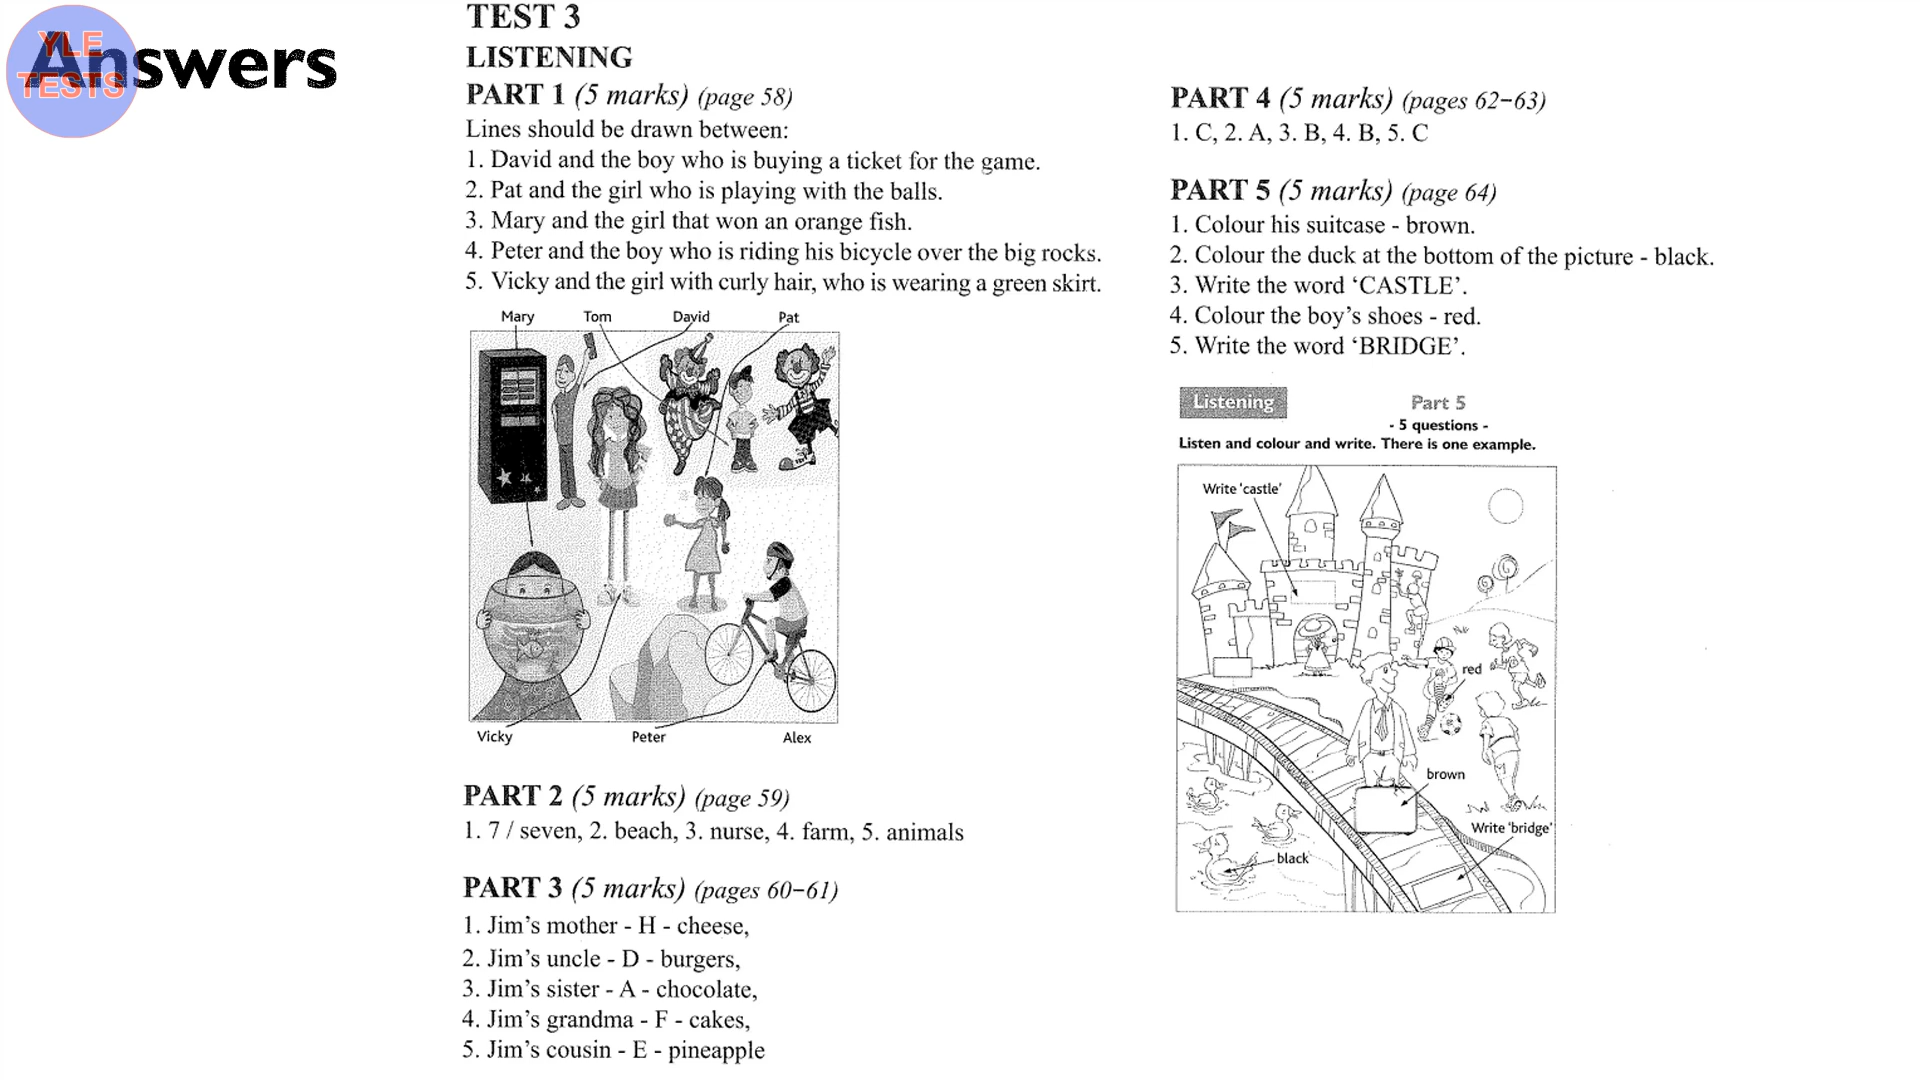 YLE
TESTS
Answers
TEST 3
LISTENING
PART 1 (5 marks) (page 58)
Lines should be drawn between:
1. David and the boy who is buying a ticket for the game.
2. Pat and the girl who is playing with the balls.
3. Mary and the girl that won an orange fish.
4. Peter and the boy who is riding his bicycle over the big rocks.
5. Vicky and the girl with curly hair, who is wearing a green skirt.
Mary Tom David Pat
Vicky Peter Alex
PART 2 (5 marks) (page 59)
1. 7 / seven, 2. beach, 3. nurse, 4. farm, 5. animals
PART 3 (5 marks) (pages 60–61)
1. Jim’s mother - H - cheese,
2. Jim’s uncle - D - burgers,
3. Jim’s sister - A - chocolate,
4. Jim’s grandma - F - cakes,
5. Jim’s cousin - E - pineapple
PART 4 (5 marks) (pages 62–63)
1. C, 2. A, 3. B, 4. B, 5. C
PART 5 (5 marks) (page 64)
1. Colour his suitcase - brown.
2. Colour the duck at the bottom of the picture - black.
3. Write the word ‘CASTLE’.
4. Colour the boy’s shoes - red.
5. Write the word ‘BRIDGE’.
Listening
Part 5
- 5 questions -
Listen and colour and write. There is one example.
Write ‘castle’
red
brown
Write ‘bridge’
black